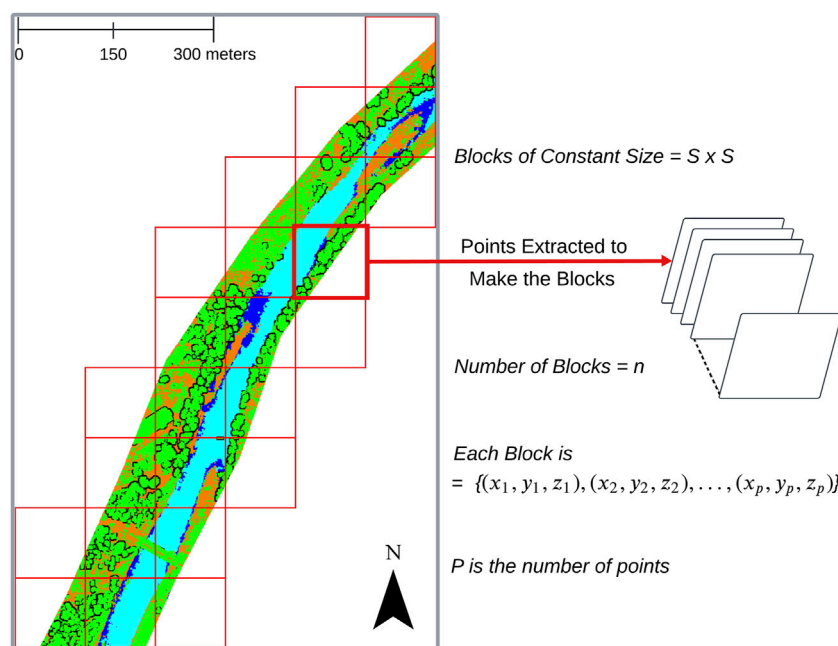 0 150 300 meters
Blocks of Constant Size = S x S
Points Extracted to
Make the Blocks
Number of Blocks = n
Each Block is
= {(x₁, y₁, z₁), (x₂, y₂, z₂), . . . , (xₚ, yₚ, zₚ)}
N
P is the number of points